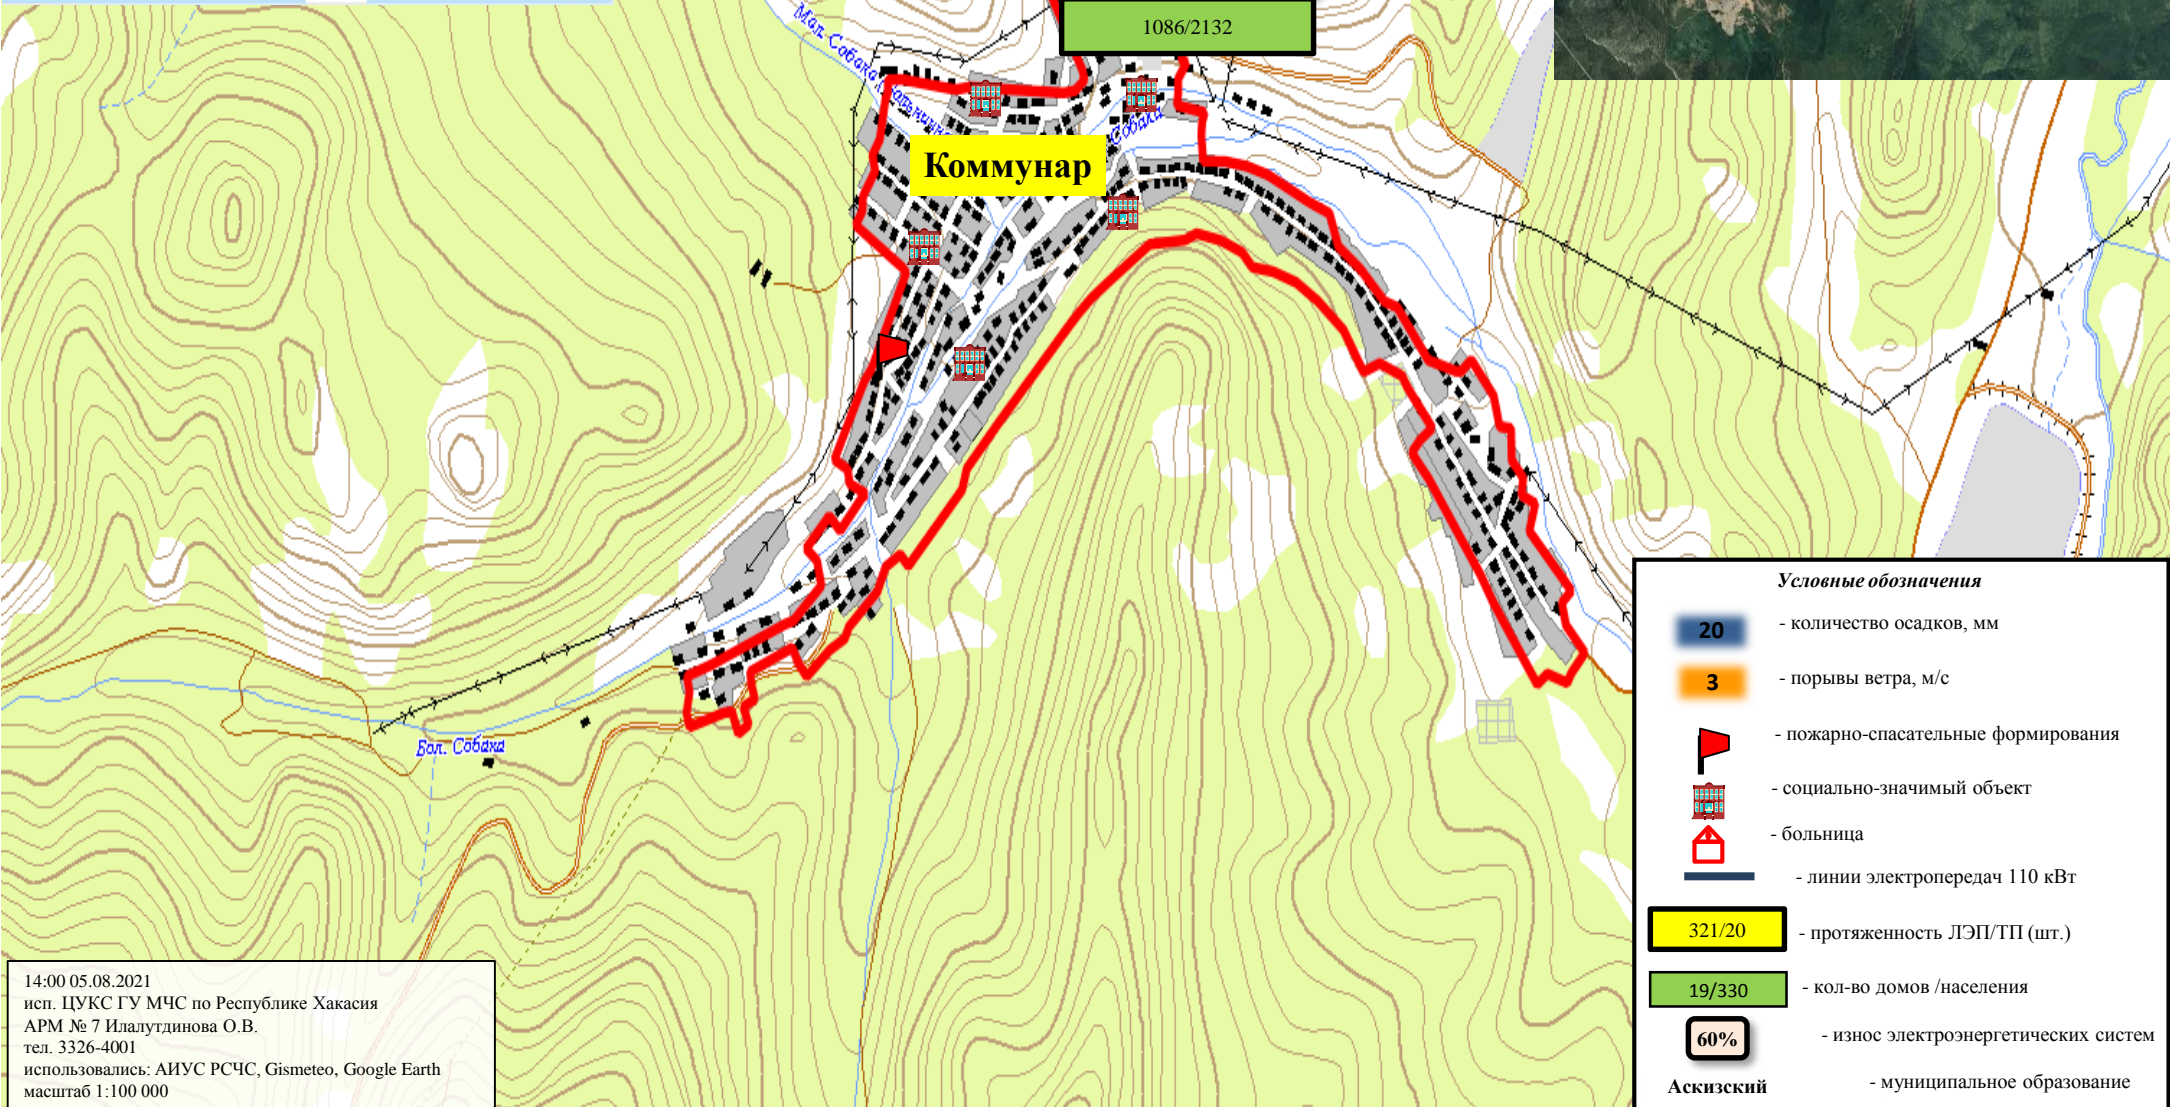 1086/2132
Мал. Собака
Собака
Коммунар
Бол. Собака
Условные обозначения
20 - количество осадков, мм
3 - порывы ветра, м/с
- пожарно-спасательные формирования
- социально-значимый объект
- больница
- линии электропередач 110 кВт
321/20 - протяженность ЛЭП/ТП (шт.)
19/330 - кол-во домов /населения
60% - износ электроэнергетических систем
Аскизский - муниципальное образование
14:00 05.08.2021
исп. ЦУКС ГУ МЧС по Республике Хакасия
АРМ № 7 Илалутдинова О.В.
тел. 3326-4001
использовались: АИУС РСЧС, Gismeteo, Google Earth
масштаб 1:100 000